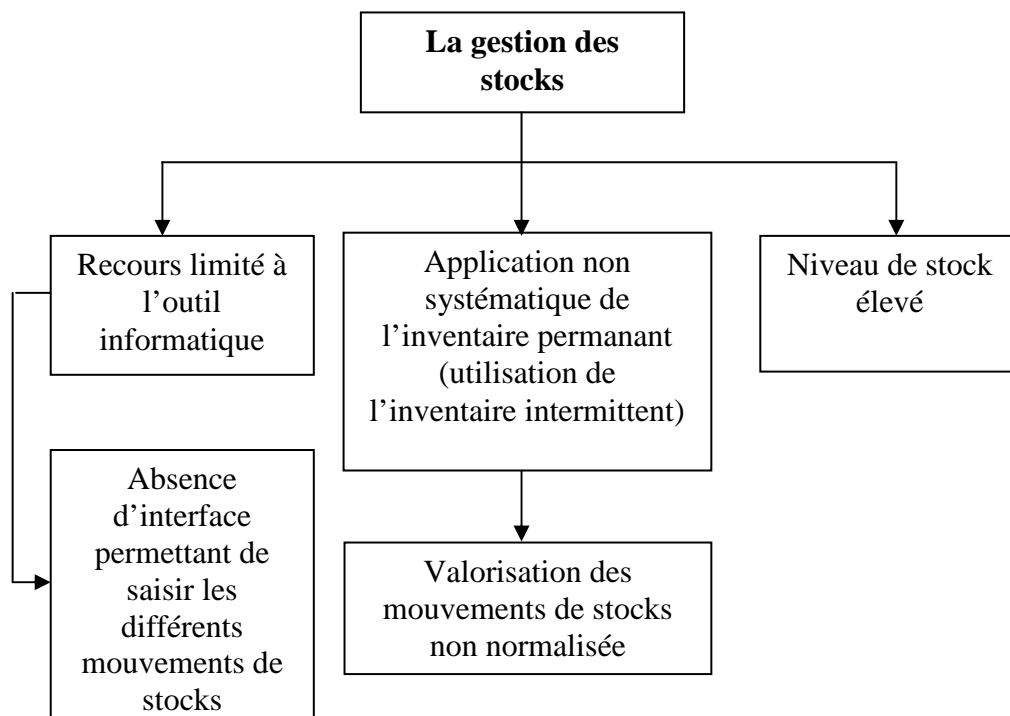 La gestion des
stocks
Recours limité à
l’outil
informatique
Application non
systématique de
l’inventaire permanant
(utilisation de
l’inventaire intermittent)
Niveau de stock
élevé
Absence
d’interface
permettant de
saisir les
différents
mouvements de
stocks
Valorisation des
mouvements de stocks
non normalisée